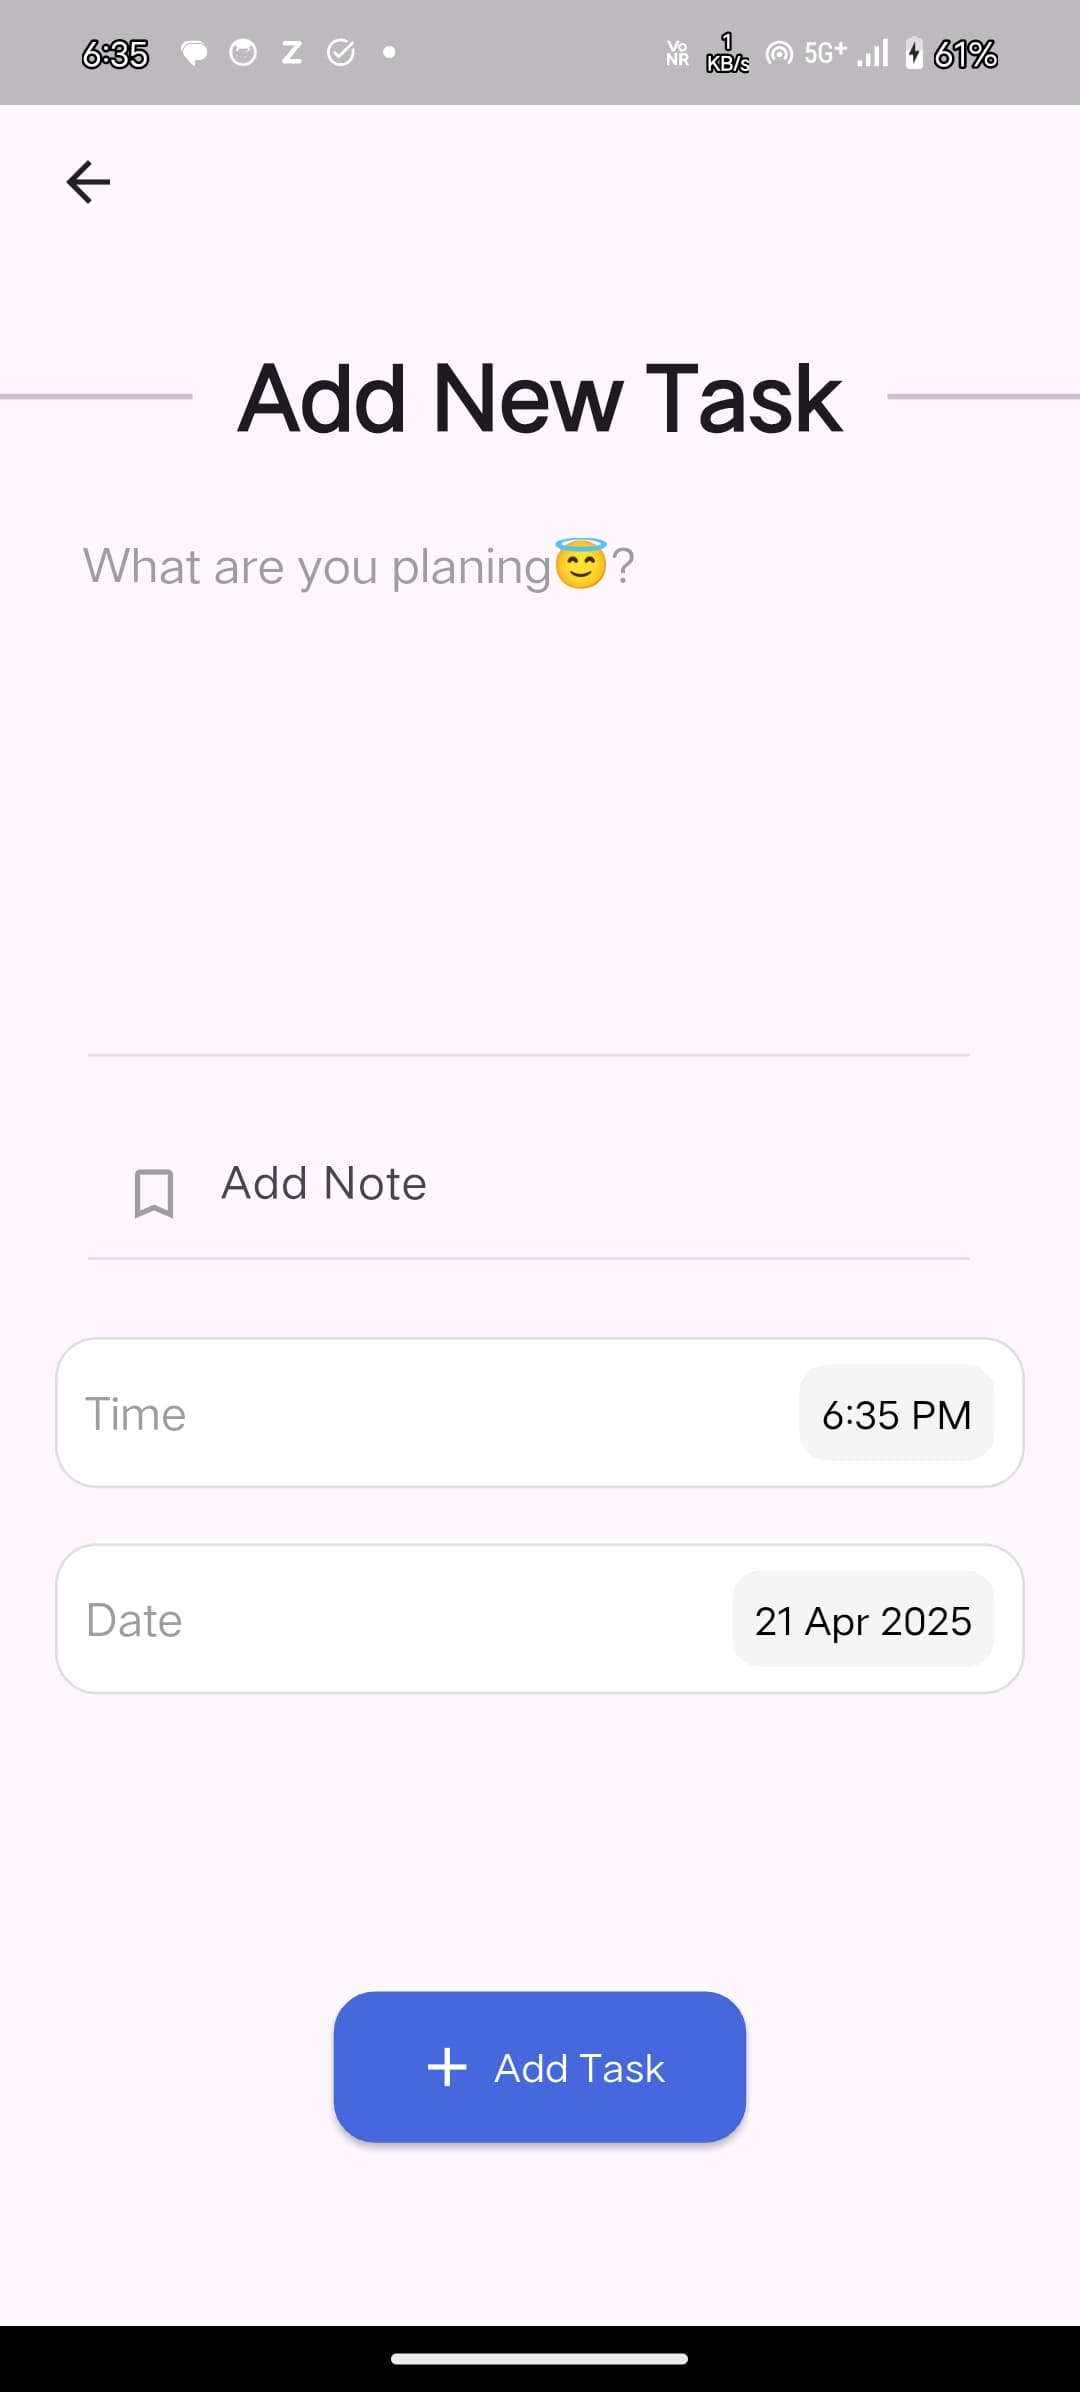 6:35 Z Vo NR 1 KB/s 5G+ 61%
Add New Task
What are you planing😇?
Add Note
Time 6:35 PM
Date 21 Apr 2025
+ Add Task